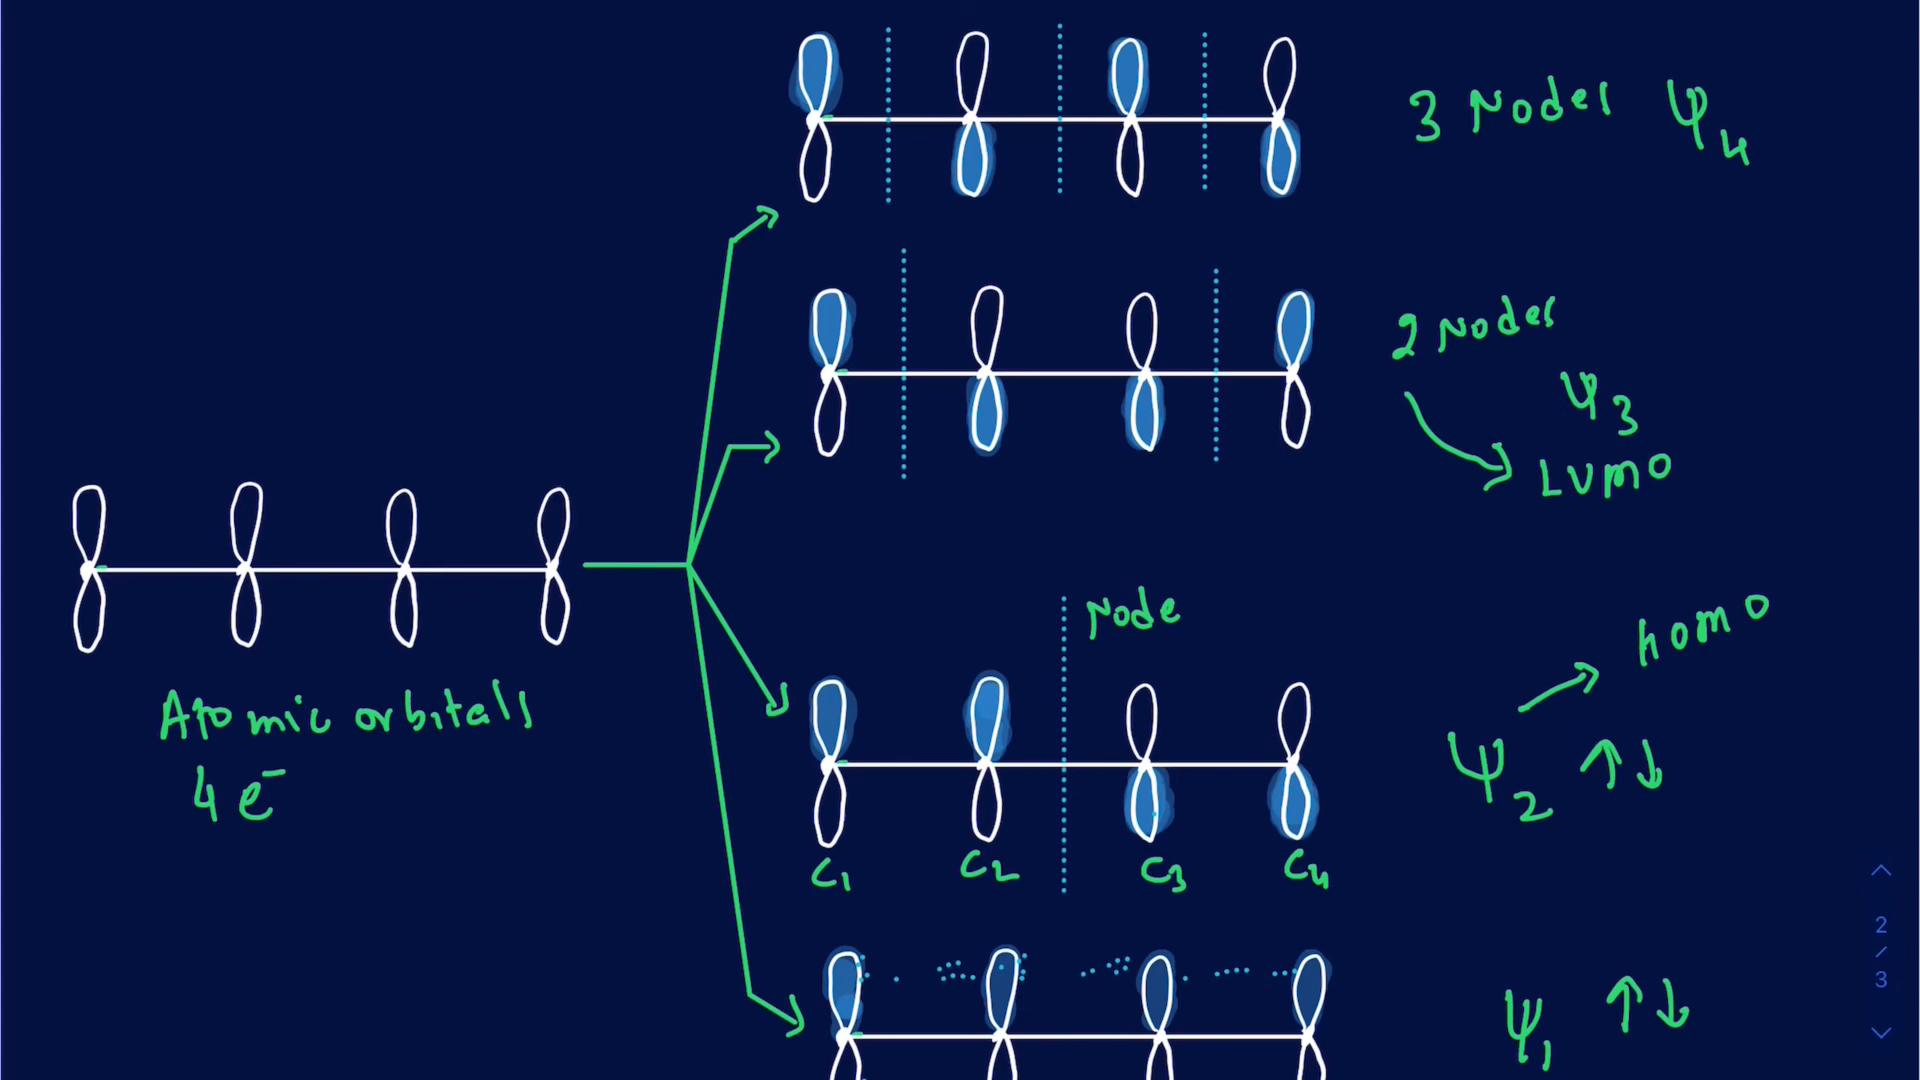 3 Nodes ψ4
2 Nodes
ψ3
LUMO
Node
homo
Atomic orbitals
4e⁻
ψ2 ↑↓
C1 C2 C3 C4
ψ1 ↑↓
2
/
3